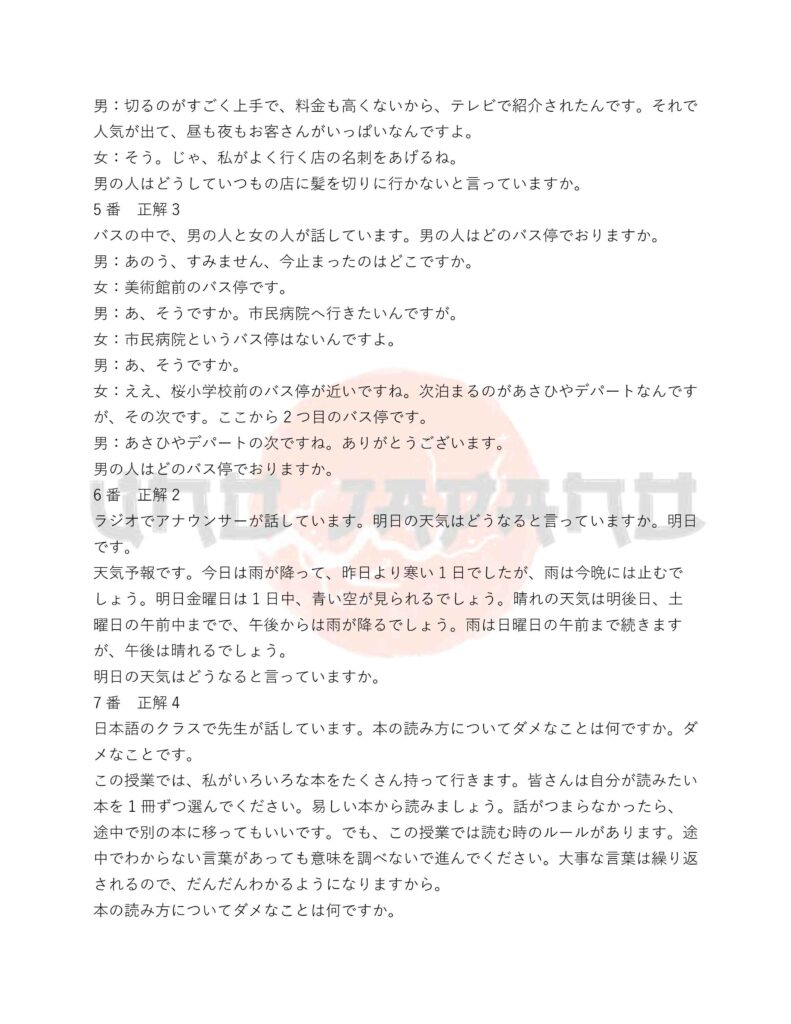 男：切るのがすごく上手で、料金も高くないから、テレビで紹介されたんです。それで
人気が出て、昼も夜もお客さんがいっぱいなんですよ。
女：そう。じゃ、私がよく行く店の名刺をあげるね。
男の人はどうしていつもの店に髪を切りに行かないと言っていますか。
5番　正解3
バスの中で、男の人と女の人が話しています。男の人はどのバス停でおりますか。
男：あのう、すみません、今止まったのはどこですか。
女：美術館前のバス停です。
男：あ、そうですか。市民病院へ行きたいんですが。
女：市民病院というバス停はないんですよ。
男：あ、そうですか。
女：ええ、桜小学校前のバス停が近いですね。次泊まるのがあさひやデパートなんです
が、その次です。ここから2つ目のバス停です。
男：あさひやデパートの次ですね。ありがとうございます。
男の人はどのバス停でおりますか。
6番　正解2
ラジオでアナウンサーが話しています。明日の天気はどうなると言っていますか。明日
です。
天気予報です。今日は雨が降って、昨日より寒い1日でしたが、雨は今晩には止むで
しょう。明日金曜日は1日中、青い空が見られるでしょう。晴れの天気は明後日、土
曜日の午前中までで、午後からは雨が降るでしょう。雨は日曜日の午前まで続きます
が、午後は晴れるでしょう。
明日の天気はどうなると言っていますか。
7番　正解4
日本語のクラスで先生が話しています。本の読み方についてダメなことは何ですか。ダ
メなことです。
この授業では、私がいろいろな本をたくさん持って行きます。皆さんは自分が読みたい
本を1冊ずつ選んでください。易しい本から読みましょう。話がつまらなかったら、
途中で別の本に移ってもいいです。でも、この授業では読む時のルールがあります。途
中でわからない言葉があっても意味を調べないで進んでください。大事な言葉は繰り返
されるので、だんだんわかるようになりますから。
本の読み方についてダメなことは何ですか。
UND JAPAND